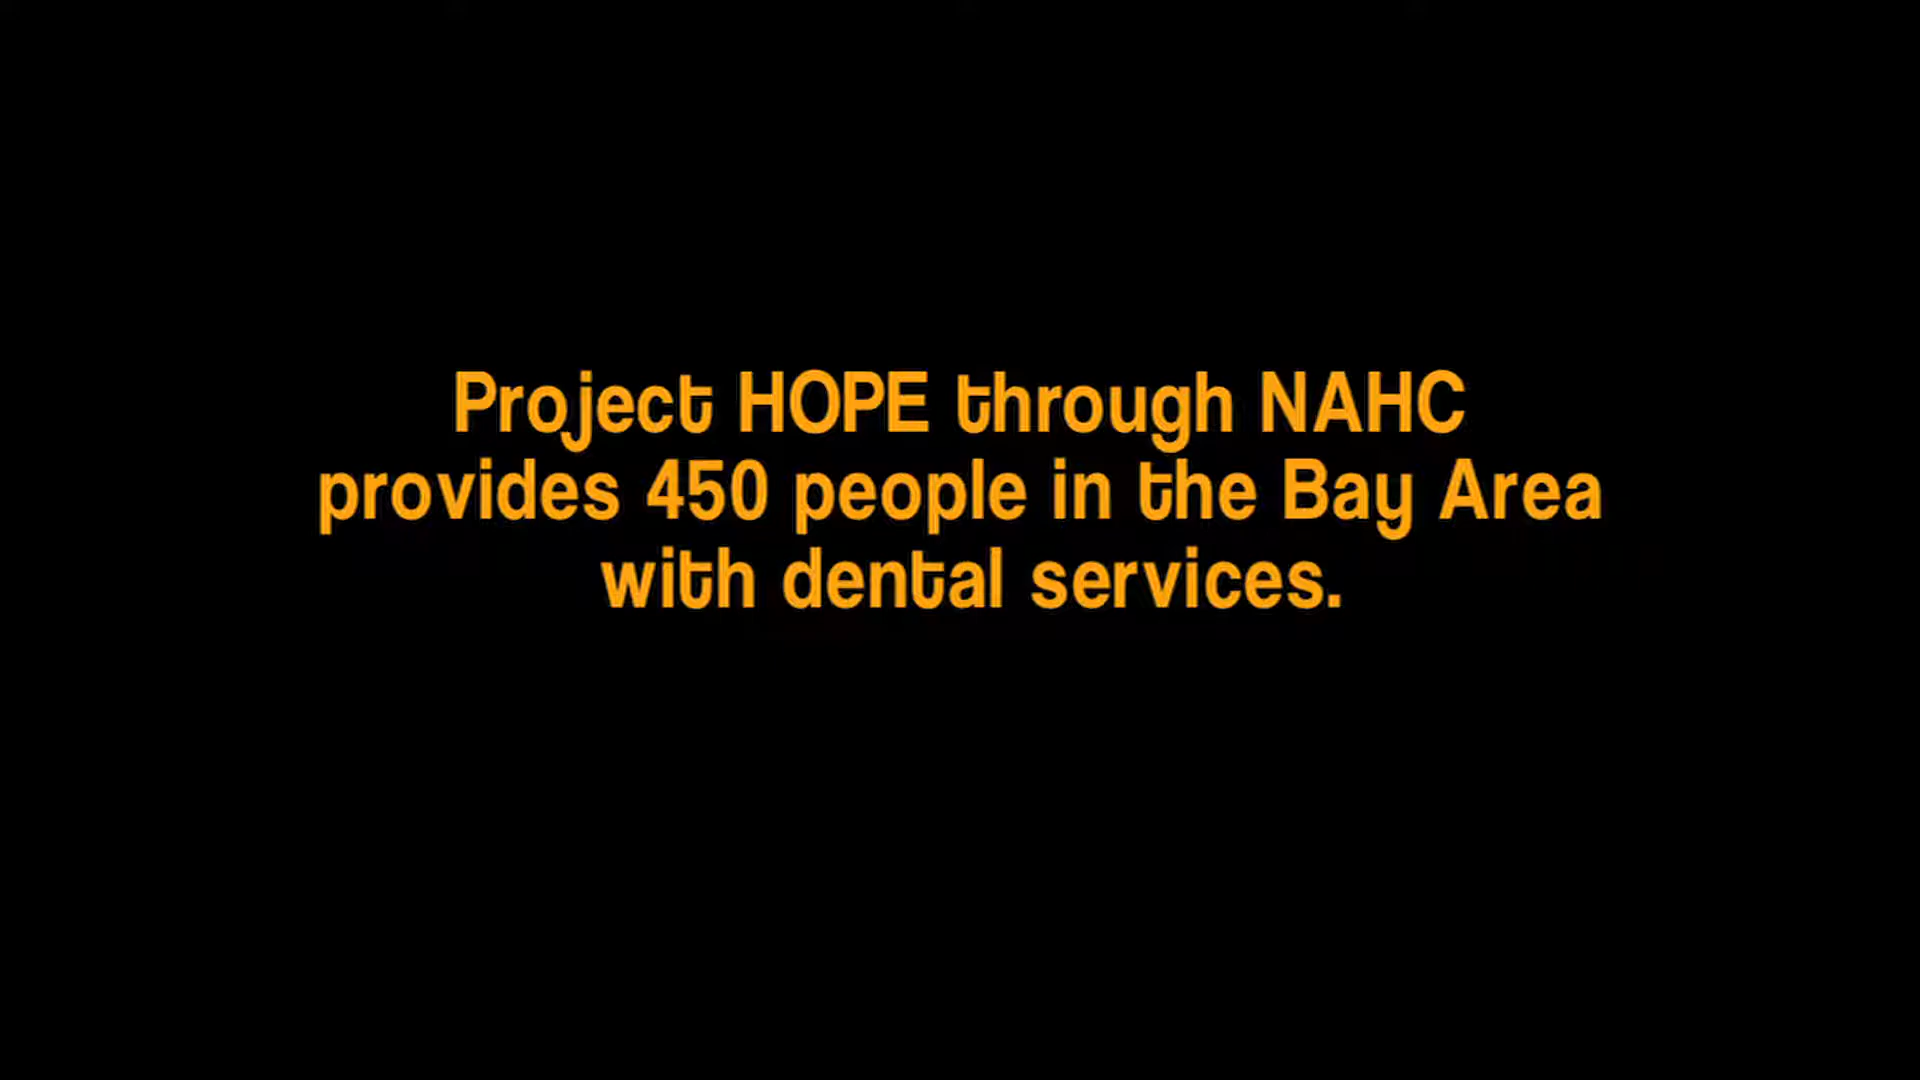 Project HOPE through NAHC
provides 450 people in the Bay Area
with dental services.